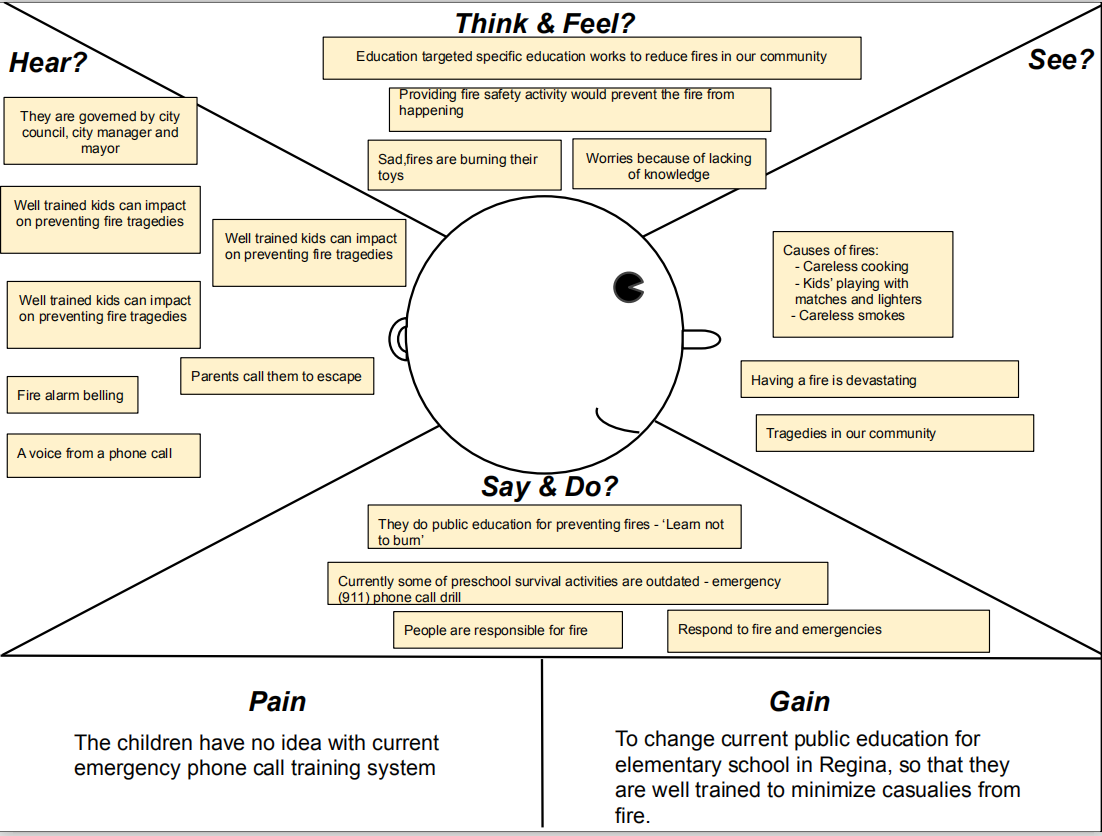 Think & Feel?
Education targeted specific education works to reduce fires in our community
Providing fire safety activity would prevent the fire from
happening
Sad,fires are burning their
toys
Worries because of lacking
of knowledge
Hear?
They are governed by city
council, city manager and
mayor
Well trained kids can impact
on preventing fire tragedies
Well trained kids can impact
on preventing fire tragedies
Well trained kids can impact
on preventing fire tragedies
Parents call them to escape
Fire alarm belling
A voice from a phone call
See?
Causes of fires:
- Careless cooking
- Kids' playing with
matches and lighters
- Careless smokes
Having a fire is devastating
Tragedies in our community
Say & Do?
They do public education for preventing fires - ‘Learn not
to burn’
Currently some of preschool survival activities are outdated - emergency
(911) phone call drill
People are responsible for fire
Respond to fire and emergencies
Pain
The children have no idea with current
emergency phone call training system
Gain
To change current public education for
elementary school in Regina, so that they
are well trained to minimize casualies from
fire.